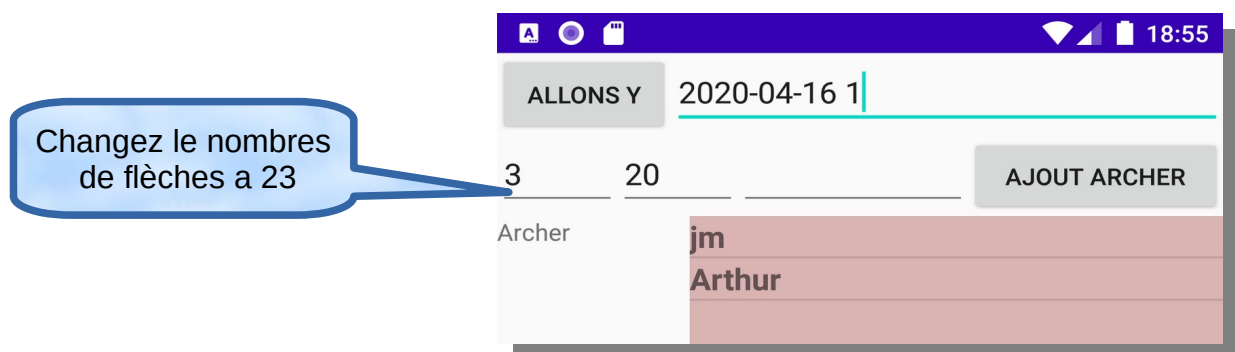 18:55
ALLONS Y 2020-04-16 1
Changez le nombres
de flèches a 23
3 20 AJOUT ARCHER
Archer jm
Arthur